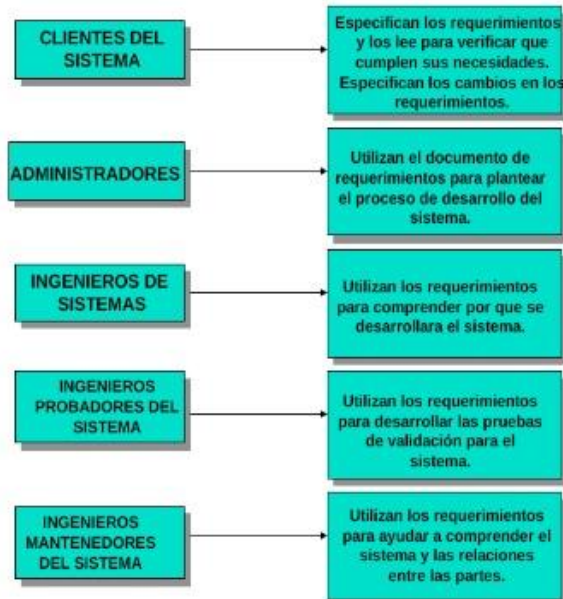 CLIENTES DEL
SISTEMA
Especifican los requerimientos
y los lee para verificar que
cumplen sus necesidades.
Especifican los cambios en los
requerimientos.
ADMINISTRADORES
Utilizan el documento de
requerimientos para plantear
el proceso de desarrollo del
sistema.
INGENIEROS DE
SISTEMAS
Utilizan los requerimientos
para comprender por que se
desarrollara el sistema.
INGENIEROS
PROBADORES DEL
SISTEMA
Utilizan los requerimientos
para desarrollar las pruebas
de validación para el
sistema.
INGENIEROS
MANTENEDORES
DEL SISTEMA
Utilizan los requerimientos
para ayudar a comprender el
sistema y las relaciones
entre las partes.